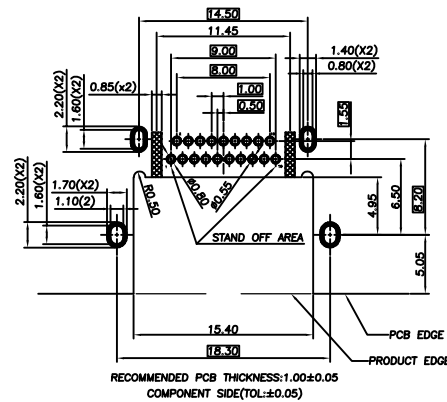 14.50
11.45
9.00
8.00
1.40(X2)
0.80(X2)
0.85(x2)
1.00
0.50
2.20(X2)
1.60(X2)
1.55
2.20(X2)
1.60(X2)
1.70(X2)
1.10(2)
R0.50
ø0.80
ø0.55
STAND OFF AREA
4.95
6.50
8.20
5.05
15.40
18.30
PCB EDGE
PRODUCT EDGE
RECOMMENDED PCB THICKNESS:1.00±0.05
COMPONENT SIDE(TOL:±0.05)